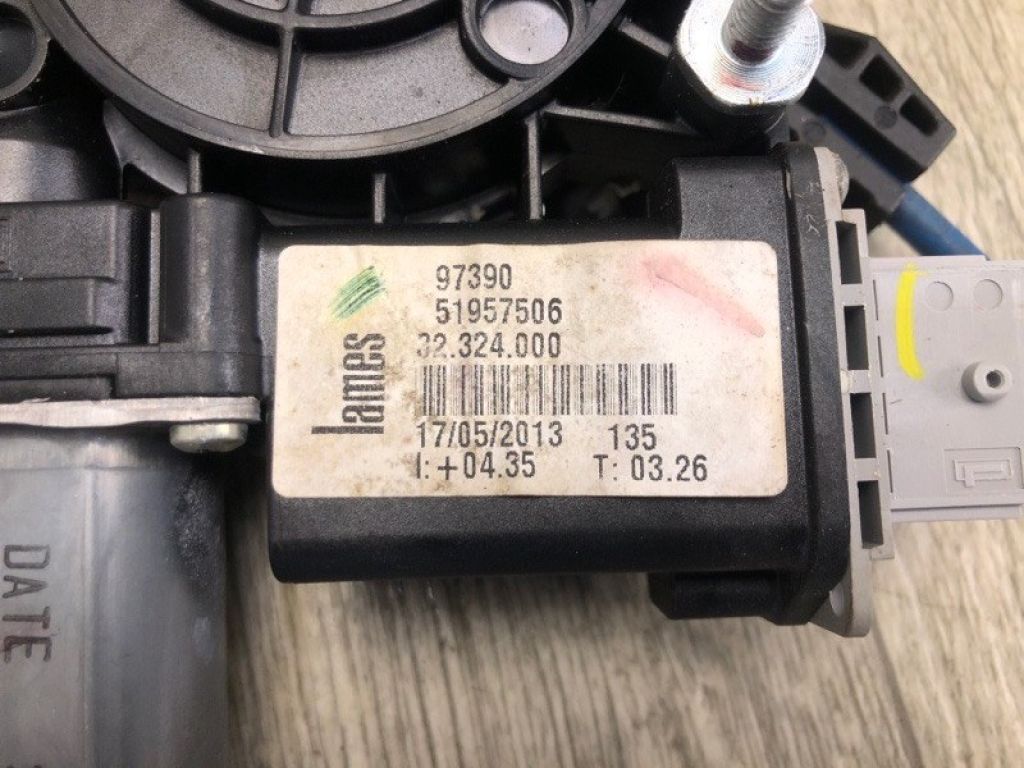 97390
51957506
32.324.000
lames
17/05/2013 135
I:+04.35 T: 03.26
DATE